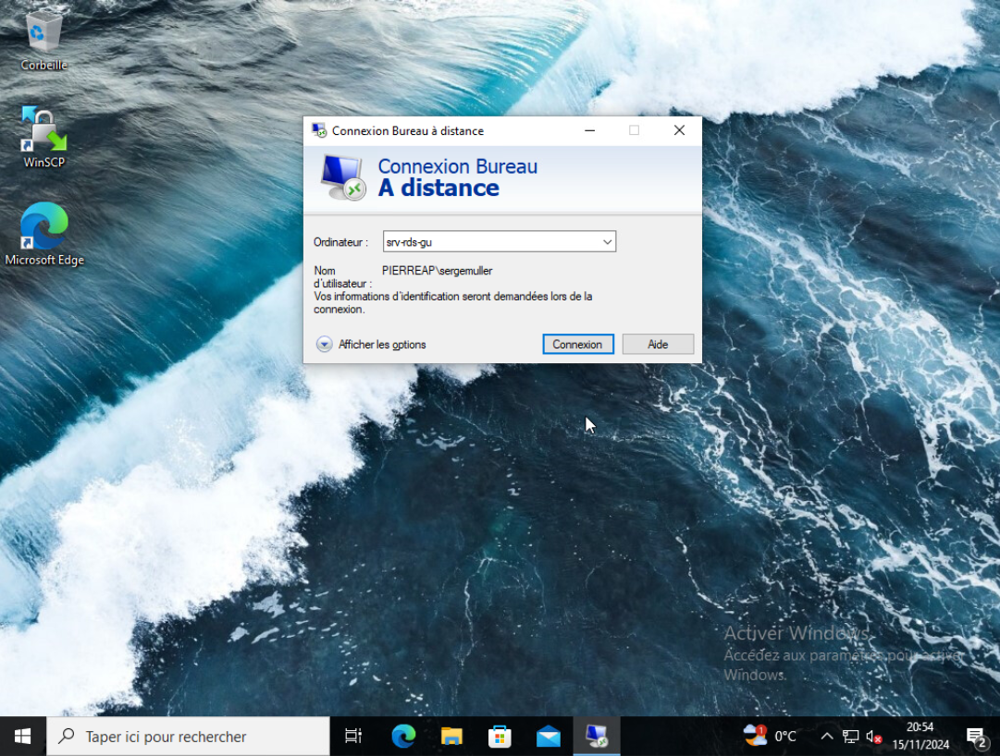 Corbeille
WinSCP
Microsoft Edge
Connexion Bureau à distance
Connexion Bureau
A distance
Ordinateur :
srv-rds-gu
Nom
d'utilisateur :
PIERREAP\sergemuller
Vos informations d'identification seront demandées lors de la
connexion.
Afficher les options
Connexion
Aide
Activer Windows
Accédez aux paramètres pour activer
Windows.
Taper ici pour rechercher
1
0°C
20:54
15/11/2024
2